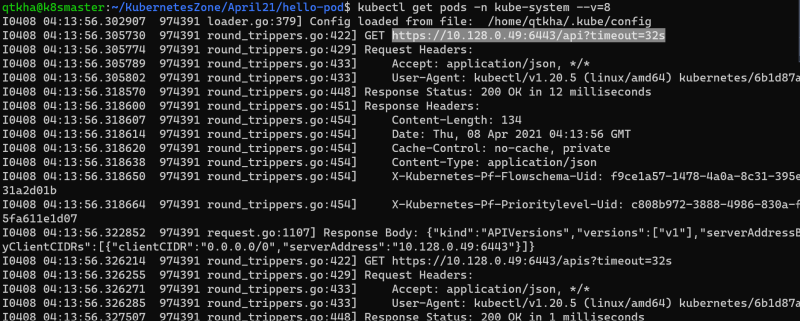 qtkha@k8smaster:~/KubernetesZone/April21/hello-pod$ kubectl get pods -n kube-system --v=8
I0408 04:13:56.302907  974391 loader.go:379] Config loaded from file:  /home/qtkha/.kube/config
I0408 04:13:56.305730  974391 round_trippers.go:422] GET https://10.128.0.49:6443/api?timeout=32s
I0408 04:13:56.305774  974391 round_trippers.go:429] Request Headers:
I0408 04:13:56.305789  974391 round_trippers.go:433]     Accept: application/json, */*
I0408 04:13:56.305802  974391 round_trippers.go:433]     User-Agent: kubectl/v1.20.5 (linux/amd64) kubernetes/6b1d87a
I0408 04:13:56.318570  974391 round_trippers.go:448] Response Status: 200 OK in 12 milliseconds
I0408 04:13:56.318600  974391 round_trippers.go:451] Response Headers:
I0408 04:13:56.318607  974391 round_trippers.go:454]     Content-Length: 134
I0408 04:13:56.318614  974391 round_trippers.go:454]     Date: Thu, 08 Apr 2021 04:13:56 GMT
I0408 04:13:56.318620  974391 round_trippers.go:454]     Cache-Control: no-cache, private
I0408 04:13:56.318638  974391 round_trippers.go:454]     Content-Type: application/json
I0408 04:13:56.318650  974391 round_trippers.go:454]     X-Kubernetes-Pf-Flowschema-Uid: f9ce1a57-1478-4a0a-8c31-395e
31a2d01b
I0408 04:13:56.318664  974391 round_trippers.go:454]     X-Kubernetes-Pf-Prioritylevel-Uid: c808b972-3888-4986-830a-f
5fa611e1d07
I0408 04:13:56.322852  974391 request.go:1107] Response Body: {"kind":"APIVersions","versions":["v1"],"serverAddressB
yClientCIDRs":[{"clientCIDR":"0.0.0.0/0","serverAddress":"10.128.0.49:6443"}]}
I0408 04:13:56.326214  974391 round_trippers.go:422] GET https://10.128.0.49:6443/apis?timeout=32s
I0408 04:13:56.326255  974391 round_trippers.go:429] Request Headers:
I0408 04:13:56.326271  974391 round_trippers.go:433]     Accept: application/json, */*
I0408 04:13:56.326285  974391 round_trippers.go:433]     User-Agent: kubectl/v1.20.5 (linux/amd64) kubernetes/6b1d87a
I0408 04:13:56.327507  974391 round_trippers.go:448] Response Status: 200 OK in 1 milliseconds